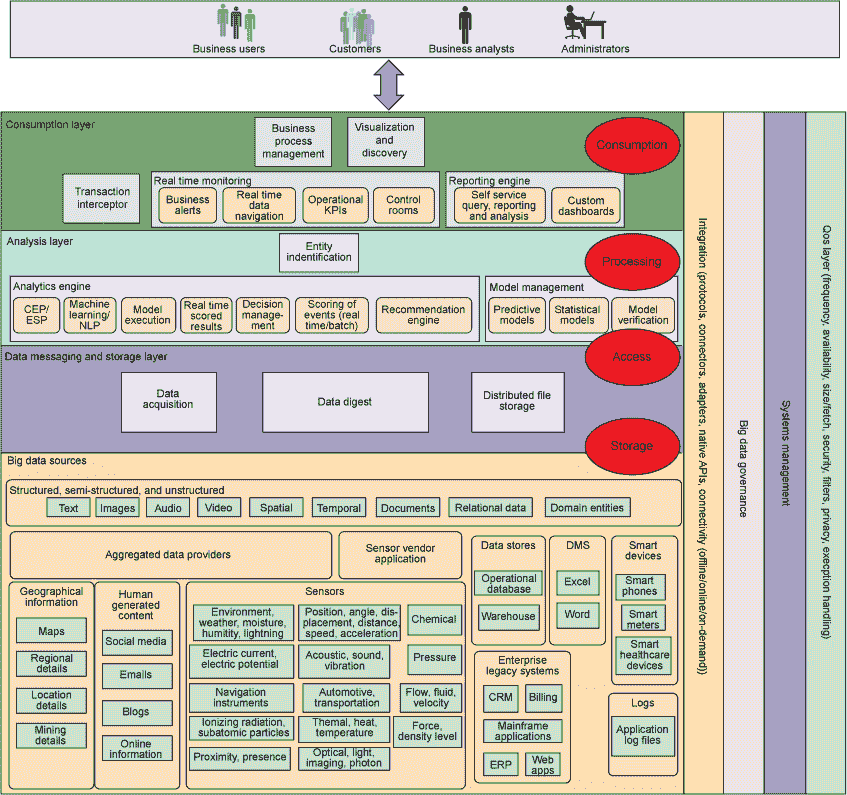 Business users
Customers
Business analysts
Administrators
Consumption layer
Business
process
management
Visualization
and
discovery
Consumption
Transaction
interceptor
Real time monitoring
Business
alerts
Real time
data
navigation
Operational
KPIs
Control
rooms
Reporting engine
Self service
query, reporting
and analysis
Custom
dashboards
Analysis layer
Entity
indentification
Processing
Analytics engine
CEP/
ESP
Machine
learning/
NLP
Model
execution
Real time
scored
results
Decision
manage-
ment
Scoring of
events (real
time/batch)
Recommendation
engine
Model management
Predictive
models
Statistical
models
Model
verification
Data messaging and storage layer
Access
Data
acquisition
Data digest
Distributed file
storage
Storage
Big data sources
Structured, semi-structured, and unstructured
Text
Images
Audio
Video
Spatial
Temporal
Documents
Relational data
Domain entities
Aggregated data providers
Sensor vendor
application
Data stores
Operational
database
Warehouse
DMS
Excel
Word
Smart
devices
Smart
phones
Smart
meters
Smart
healthcare
devices
Geographical
information
Maps
Regional
details
Location
details
Mining
details
Human
generated
content
Social media
Emails
Blogs
Online
information
Sensors
Environment,
weather, moisture,
humitity, lightning
Position, angle, dis-
placement, distance,
speed, acceleration
Chemical
Electric current,
electric potential
Acoustic, sound,
vibration
Pressure
Navigation
instruments
Automotive,
transportation
Flow, fluid,
velocity
Ionizing radiation,
subatomic particles
Themal, heat,
temperature
Force,
density level
Proximity, presence
Optical, light,
imaging, photon
Enterprise
legacy systems
CRM
Billing
Mainframe
applications
ERP
Web
apps
Logs
Application
log files
Integration (protocols, connectors, adapters, native APIs, connectivity (offline/online/on-demand))
Big data governance
Systems management
Qos layer (frequency, availability, size/fetch, security, filters, privacy, exeception handling)